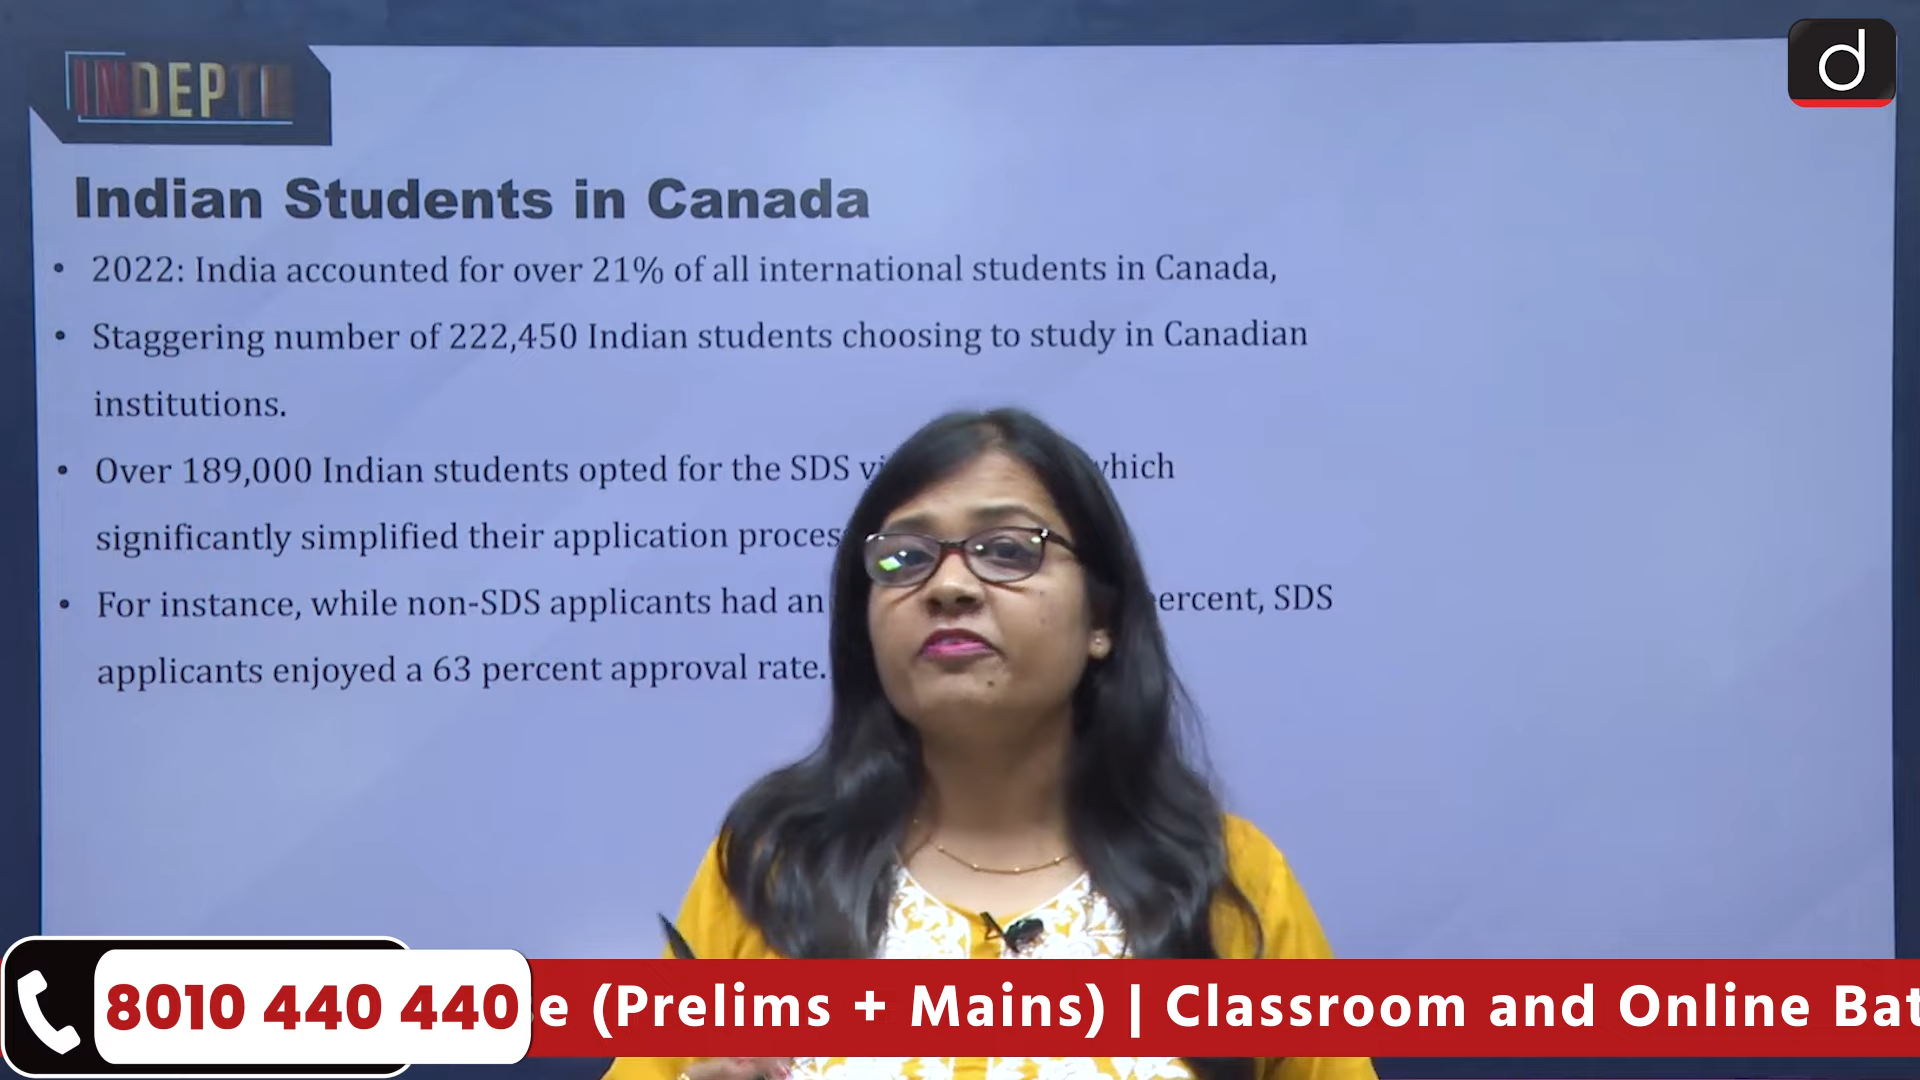 INDEPTH
d
Indian Students in Canada
• 2022: India accounted for over 21% of all international students in Canada,
• Staggering number of 222,450 Indian students choosing to study in Canadian
institutions.
• Over 189,000 Indian students opted for the SDS which
significantly simplified their application
• For instance, while non-SDS applicants had an SDS
applicants enjoyed a 63 percent approval rate.
8010 440 440 (Prelims + Mains) | Classroom and Online